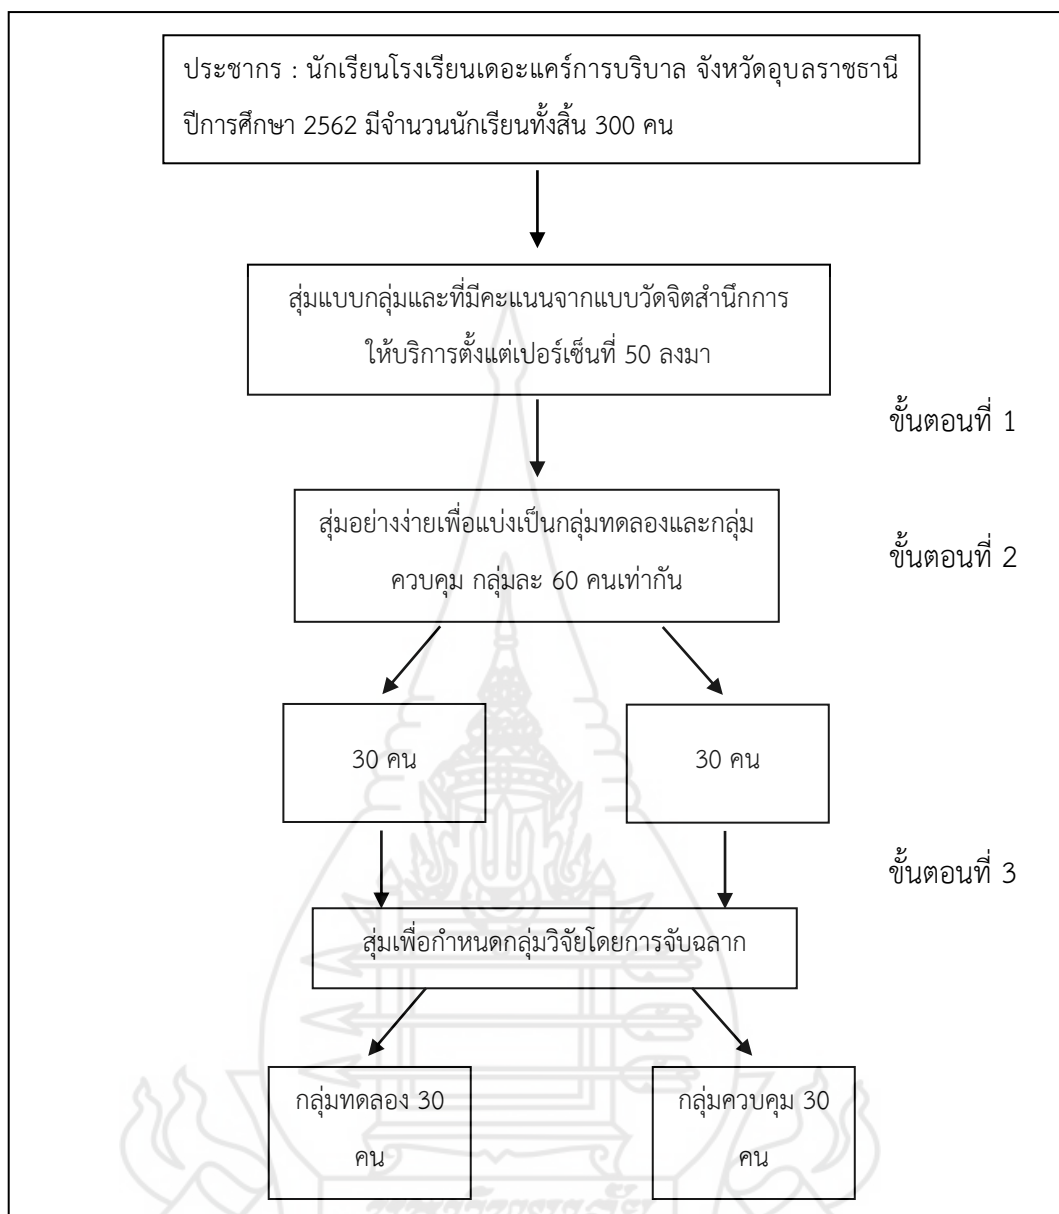 ประชากร : นักเรียนโรงเรียนเดอะแคร์การบริบาล จังหวัดอุบลราชธานี
ปีการศึกษา 2562 มีจำนวนนักเรียนทั้งสิ้น 300 คน
สุ่มแบบกลุ่มและที่มีคะแนนจากแบบวัดจิตสำนึกการ
ให้บริการตั้งแต่เปอร์เซ็นที่ 50 ลงมา
ขั้นตอนที่ 1
สุ่มอย่างง่ายเพื่อแบ่งเป็นกลุ่มทดลองและกลุ่ม
ควบคุม กลุ่มละ 60 คนเท่ากัน
ขั้นตอนที่ 2
30 คน
30 คน
ขั้นตอนที่ 3
สุ่มเพื่อกำหนดกลุ่มวิจัยโดยการจับฉลาก
กลุ่มทดลอง 30
คน
กลุ่มควบคุม 30
คน